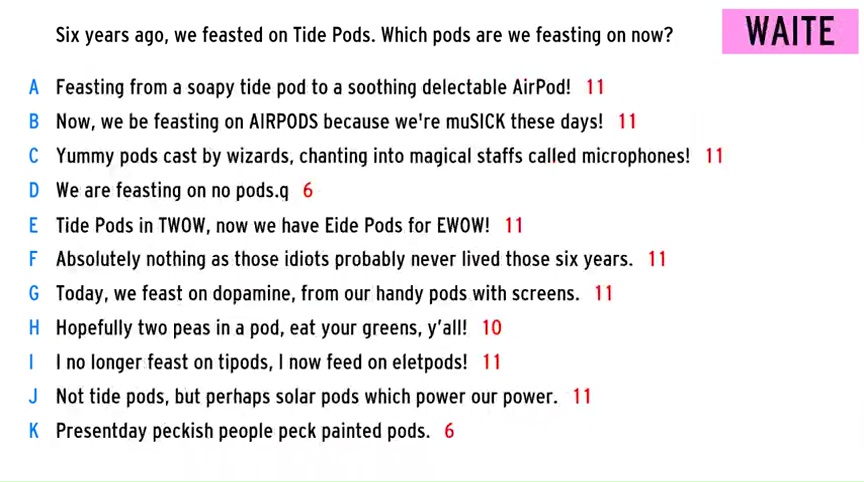 Six years ago, we feasted on Tide Pods. Which pods are we feasting on now?
WAITE
A Feasting from a soapy tide pod to a soothing delectable AirPod! 11
B Now, we be feasting on AIRPODS because we're muSICK these days! 11
C Yummy pods cast by wizards, chanting into magical staffs called microphones! 11
D We are feasting on no pods.q 6
E Tide Pods in TWOW, now we have Eide Pods for EWOW! 11
F Absolutely nothing as those idiots probably never lived those six years. 11
G Today, we feast on dopamine, from our handy pods with screens. 11
H Hopefully two peas in a pod, eat your greens, y'all! 10
I I no longer feast on tipods, I now feed on eletpods! 11
J Not tide pods, but perhaps solar pods which power our power. 11
K Presentday peckish people peck painted pods. 6